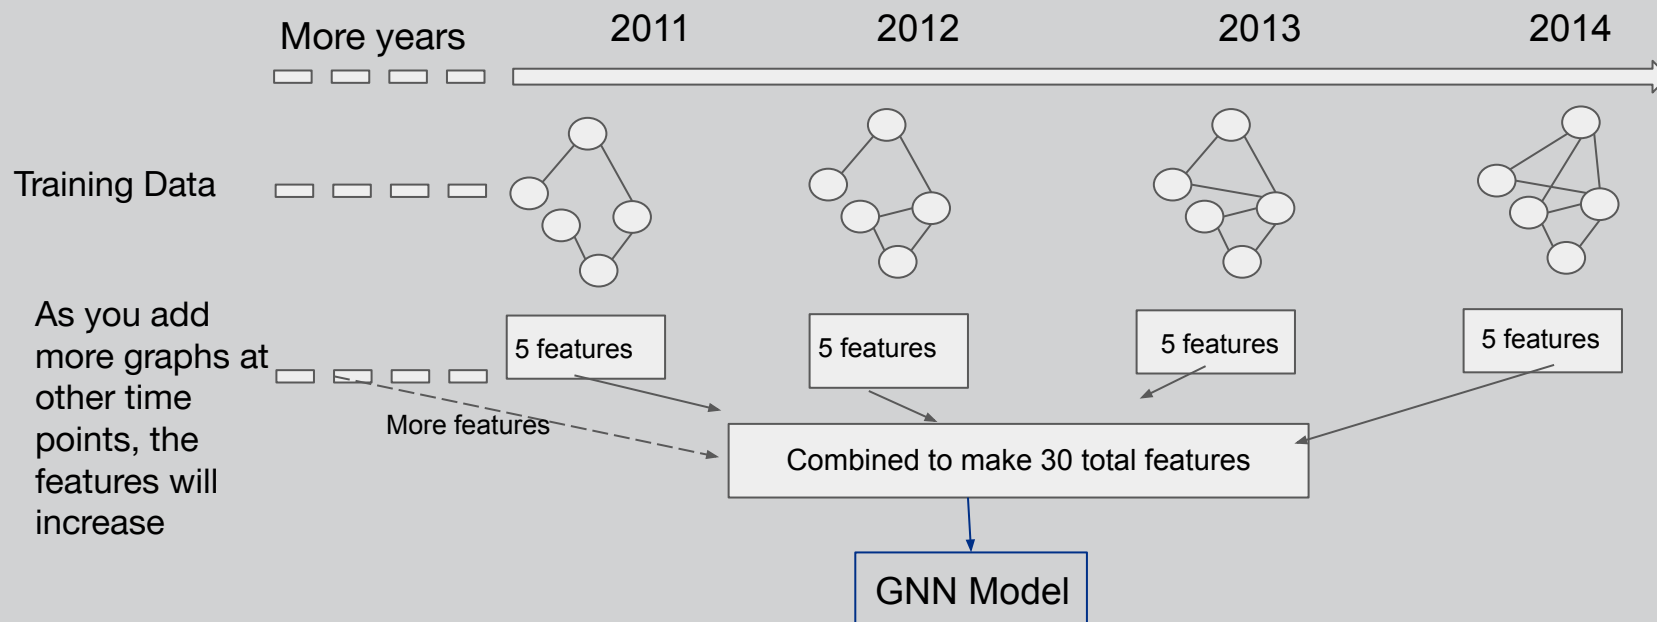 More years
2011
2012
2013
2014
Training Data
As you add
more graphs at
other time
points, the
features will
increase
5 features
5 features
5 features
5 features
More features
Combined to make 30 total features
GNN Model